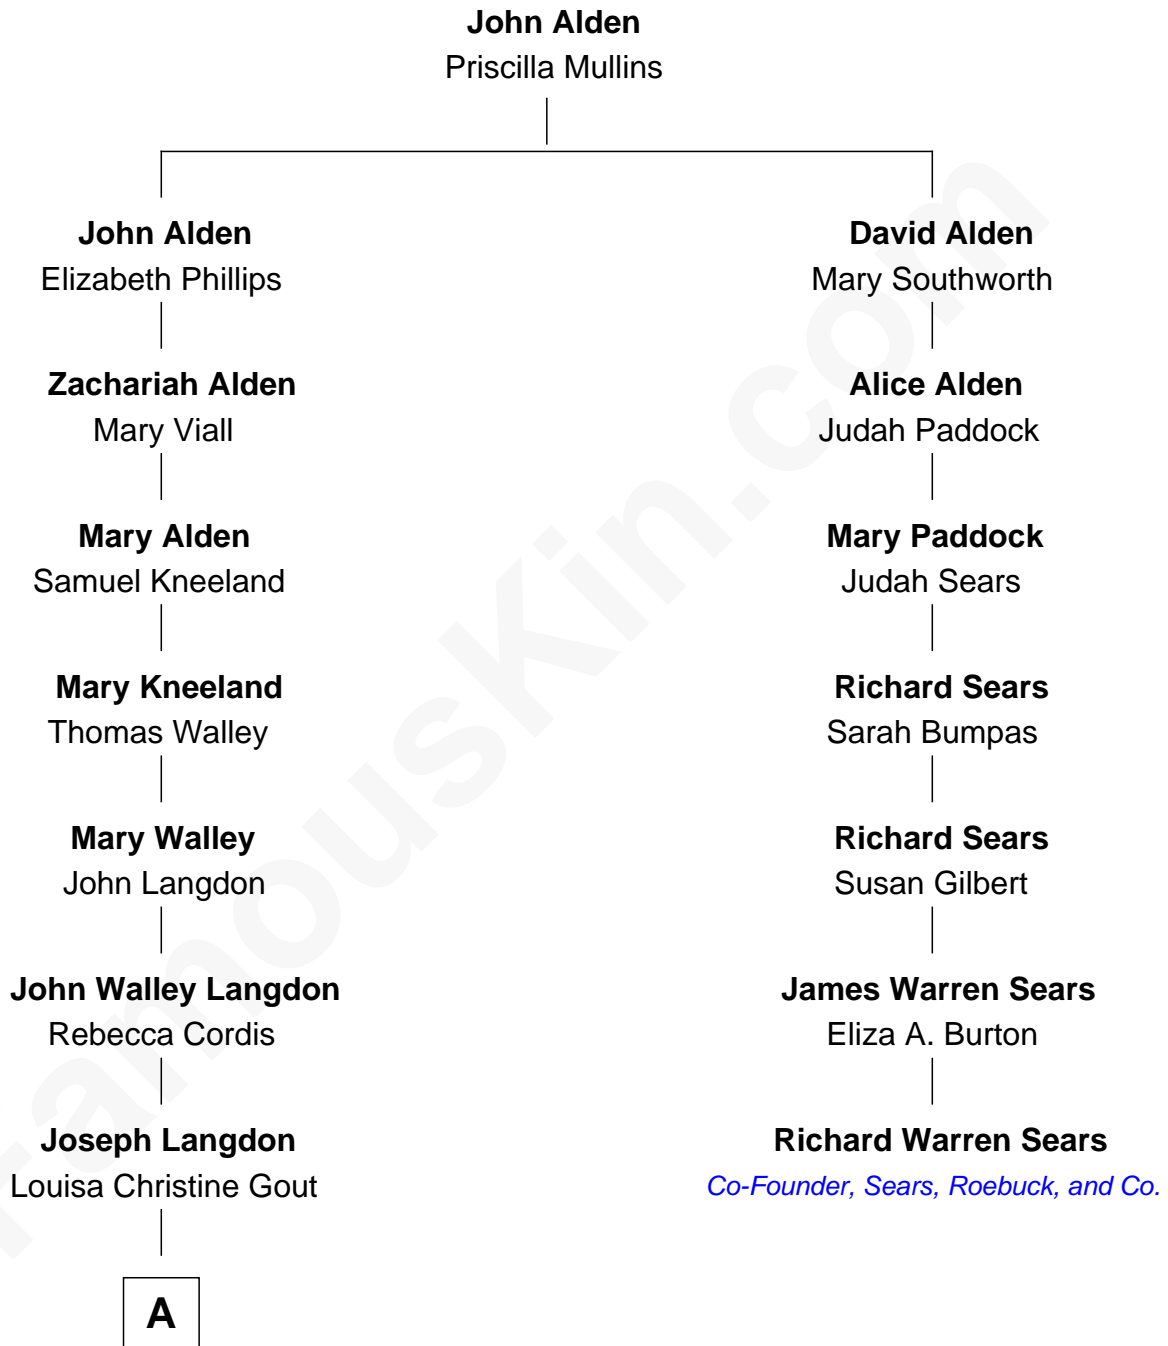 John Alden
Priscilla Mullins
John Alden
Elizabeth Phillips
Zachariah Alden
Mary Viall
Mary Alden
Samuel Kneeland
Mary Kneeland
Thomas Walley
Mary Walley
John Langdon
John Walley Langdon
Rebecca Cordis
Joseph Langdon
Louisa Christine Gout
A
David Alden
Mary Southworth
Alice Alden
Judah Paddock
Mary Paddock
Judah Sears
Richard Sears
Sarah Bumpas
Richard Sears
Susan Gilbert
James Warren Sears
Eliza A. Burton
Richard Warren Sears
Co-Founder, Sears, Roebuck, and Co.
FamousKin.com